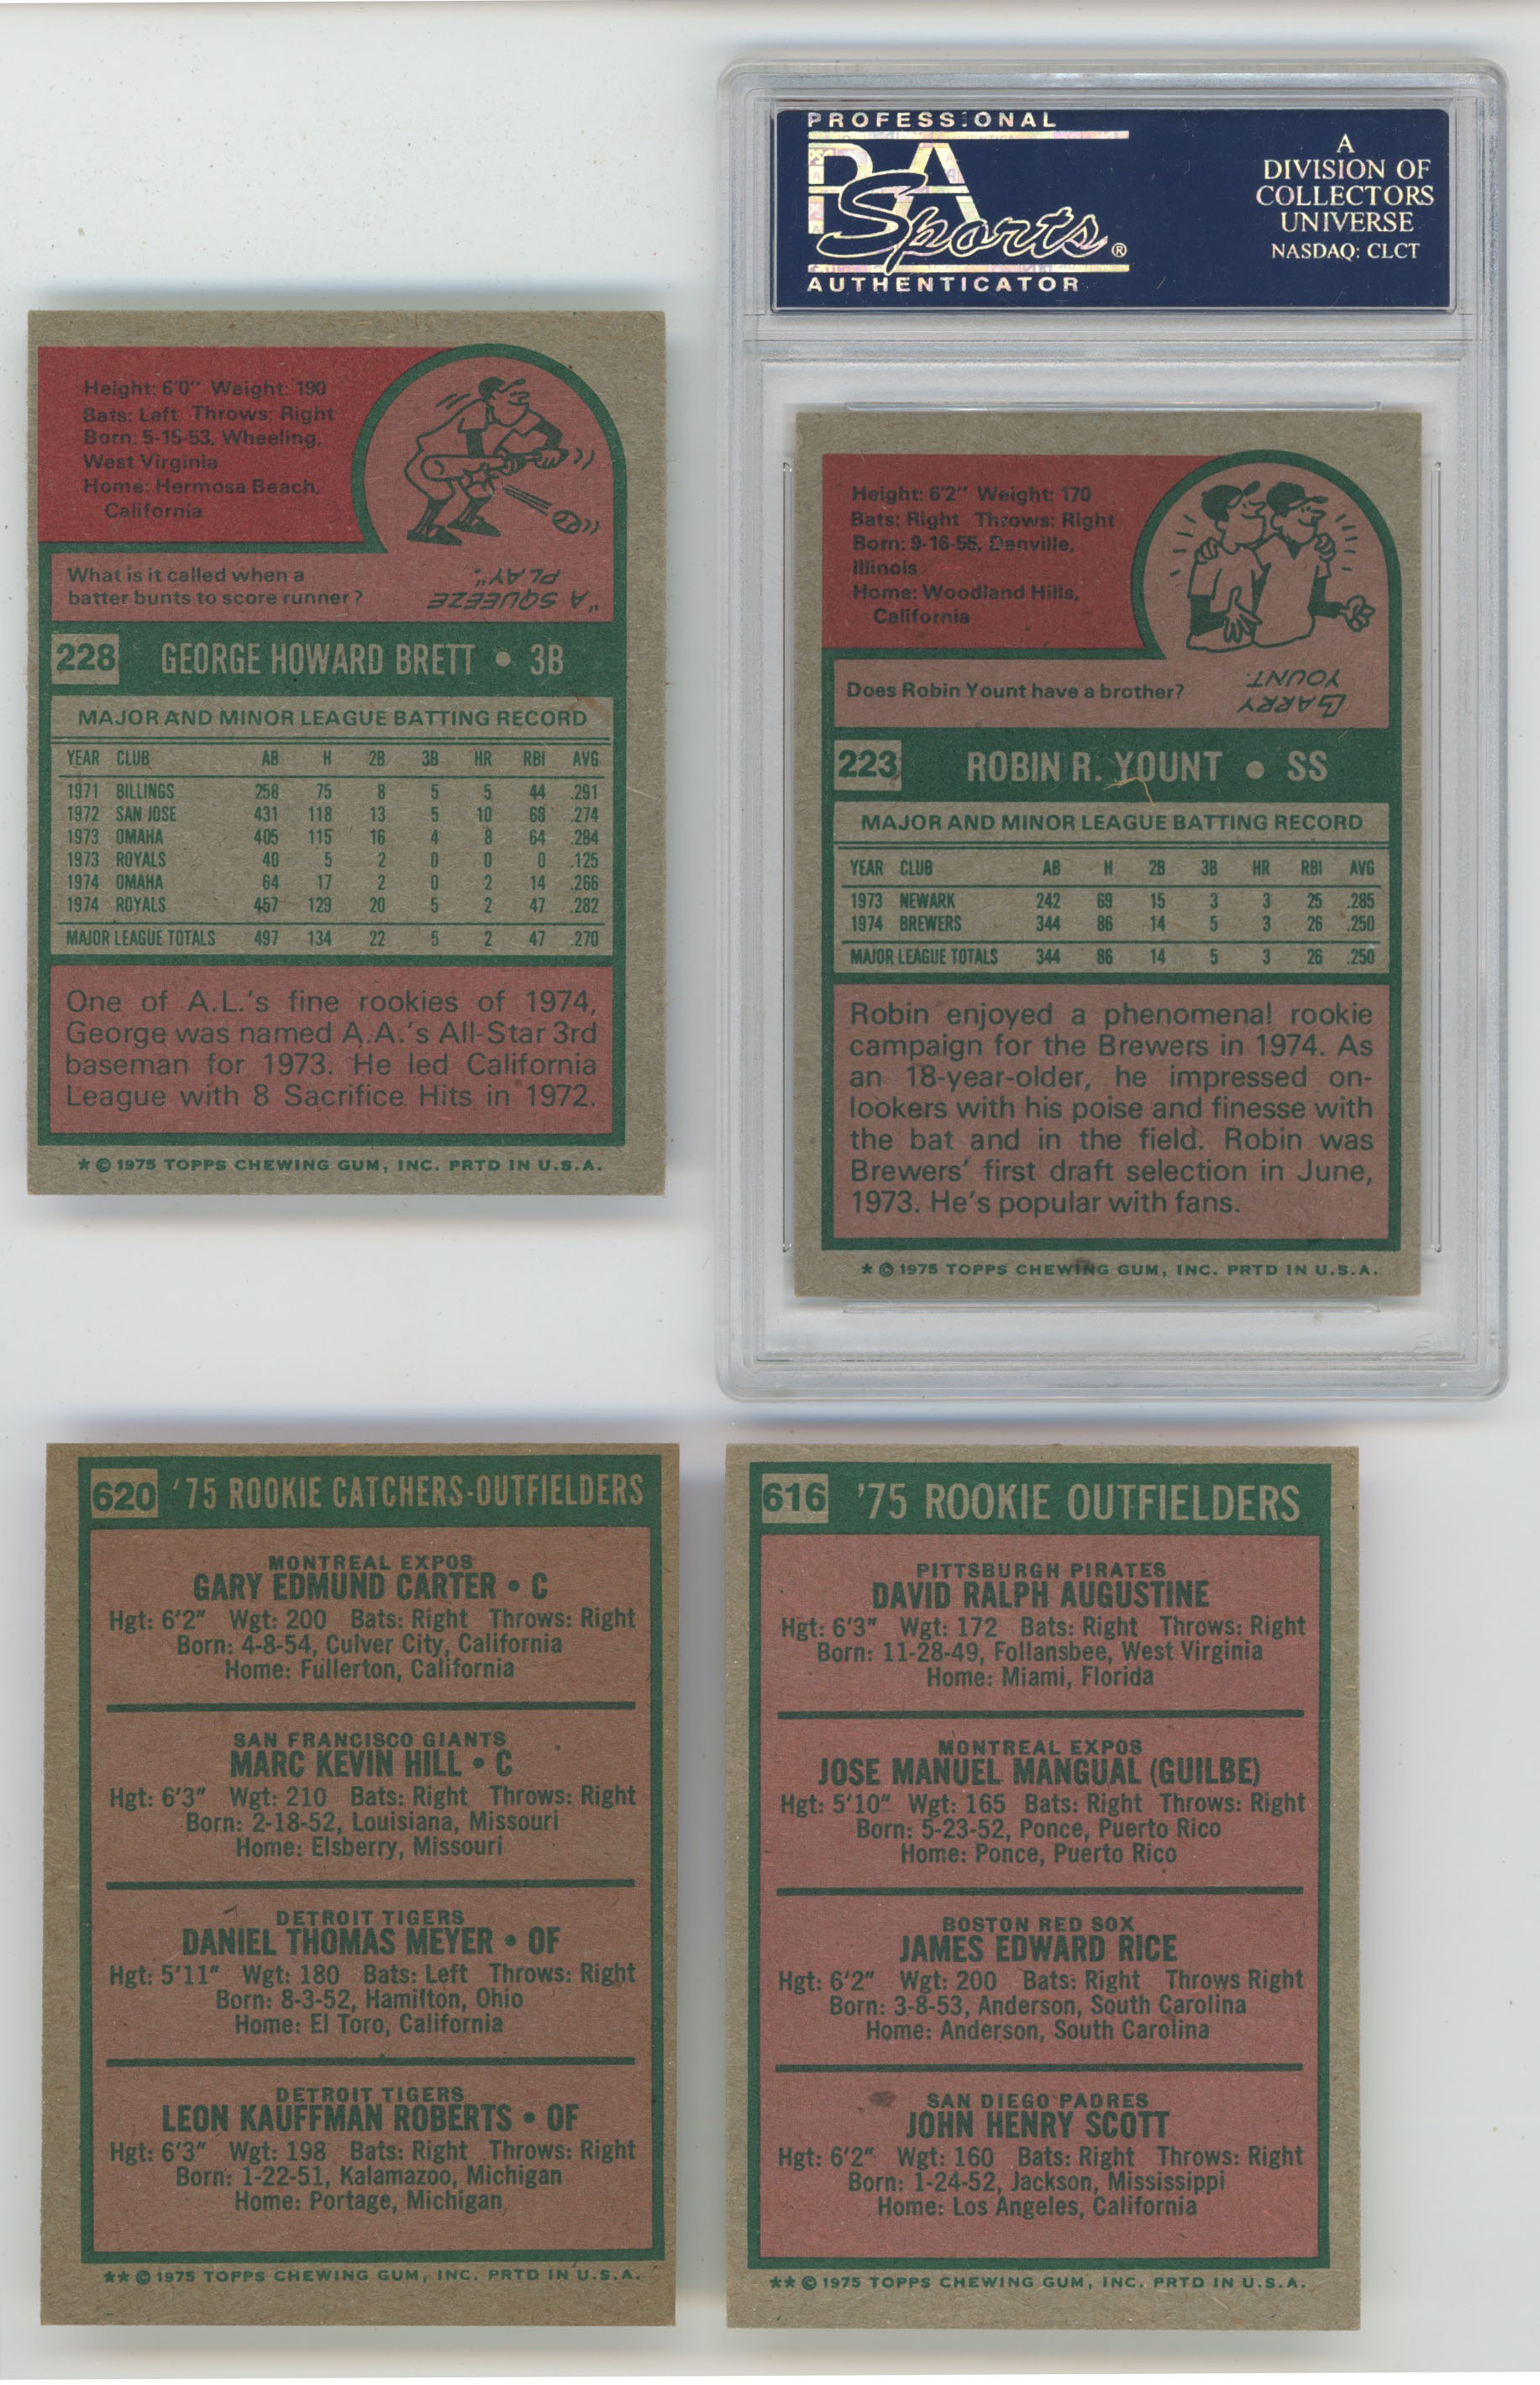 PROFESSIONAL
PSA
Sports®
AUTHENTICATOR
A
DIVISION OF
COLLECTORS
UNIVERSE
NASDAQ: CLCT
Height: 6'0" Weight: 190
Bats: Left Throws: Right
Born: 5-15-53, Wheeling,
West Virginia
Home: Hermosa Beach,
California
What is it called when a
batter bunts to score runner?
"A SQUEEZE
PLAY".
228 GEORGE HOWARD BRETT • 3B
MAJOR AND MINOR LEAGUE BATTING RECORD
YEAR CLUB AB H 2B 3B HR RBI AVG
1971 BILLINGS 258 75 8 5 5 44 .291
1972 SAN JOSE 431 118 13 5 10 68 .274
1973 OMAHA 405 115 16 4 8 64 .284
1973 ROYALS 40 5 2 0 0 0 .125
1974 OMAHA 64 17 2 0 2 14 .266
1974 ROYALS 457 129 20 5 2 47 .282
MAJOR LEAGUE TOTALS 497 134 22 5 2 47 .270
One of A.L.'s fine rookies of 1974,
George was named A.A.'s All-Star 3rd
baseman for 1973. He led California
League with 8 Sacrifice Hits in 1972.
* © 1975 TOPPS CHEWING GUM, INC. PRTD IN U.S.A.
Height: 6'2" Weight: 170
Bats: Right Throws: Right
Born: 9-16-55, Danville,
Illinois
Home: Woodland Hills,
California
Does Robin Yount have a brother?
LARRY
YOUNT.
223 ROBIN R. YOUNT • SS
MAJOR AND MINOR LEAGUE BATTING RECORD
YEAR CLUB AB H 2B 3B HR RBI AVG
1973 NEWARK 242 69 15 3 3 25 .285
1974 BREWERS 344 86 14 5 3 26 .250
MAJOR LEAGUE TOTALS 344 86 14 5 3 26 .250
Robin enjoyed a phenomenal rookie
campaign for the Brewers in 1974. As
an 18-year-older, he impressed on-
lookers with his poise and finesse with
the bat and in the field. Robin was
Brewers' first draft selection in June,
1973. He's popular with fans.
* © 1975 TOPPS CHEWING GUM, INC. PRTD IN U.S.A.
620 '75 ROOKIE CATCHERS-OUTFIELDERS
MONTREAL EXPOS
GARY EDMUND CARTER • C
Hgt: 6'2" Wgt: 200 Bats: Right Throws: Right
Born: 4-8-54, Culver City, California
Home: Fullerton, California
SAN FRANCISCO GIANTS
MARC KEVIN HILL • C
Hgt: 6'3" Wgt: 210 Bats: Right Throws: Right
Born: 2-18-52, Louisiana, Missouri
Home: Elsberry, Missouri
DETROIT TIGERS
DANIEL THOMAS MEYER • OF
Hgt: 5'11" Wgt: 180 Bats: Left Throws: Right
Born: 8-3-52, Hamilton, Ohio
Home: El Toro, California
DETROIT TIGERS
LEON KAUFFMAN ROBERTS • OF
Hgt: 6'3" Wgt: 198 Bats: Right Throws: Right
Born: 1-22-51, Kalamazoo, Michigan
Home: Portage, Michigan
** © 1975 TOPPS CHEWING GUM, INC. PRTD IN U.S.A.
616 '75 ROOKIE OUTFIELDERS
PITTSBURGH PIRATES
DAVID RALPH AUGUSTINE
Hgt: 6'3" Wgt: 172 Bats: Right Throws: Right
Born: 11-28-49, Follansbee, West Virginia
Home: Miami, Florida
MONTREAL EXPOS
JOSE MANUEL MANGUAL (GUILBE)
Hgt: 5'10" Wgt: 165 Bats: Right Throws: Right
Born: 5-23-52, Ponce, Puerto Rico
Home: Ponce, Puerto Rico
BOSTON RED SOX
JAMES EDWARD RICE
Hgt: 6'2" Wgt: 200 Bats: Right Throws Right
Born: 3-8-53, Anderson, South Carolina
Home: Anderson, South Carolina
SAN DIEGO PADRES
JOHN HENRY SCOTT
Hgt: 6'2" Wgt: 160 Bats: Right Throws: Right
Born: 1-24-52, Jackson, Mississippi
Home: Los Angeles, California
** © 1975 TOPPS CHEWING GUM, INC. PRTD IN U.S.A.